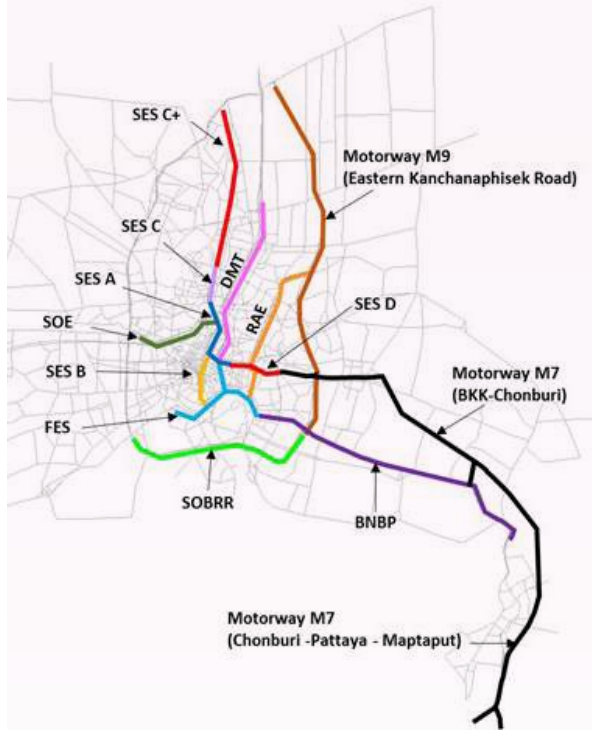 SES C+
Motorway M9
(Eastern Kanchanaphisek Road)
SES C
DMT
SES A
RAE
SES D
SOE
SES B
Motorway M7
(BKK-Chonburi)
FES
SOBRR
BNBP
Motorway M7
(Chonburi -Pattaya - Maptaput)